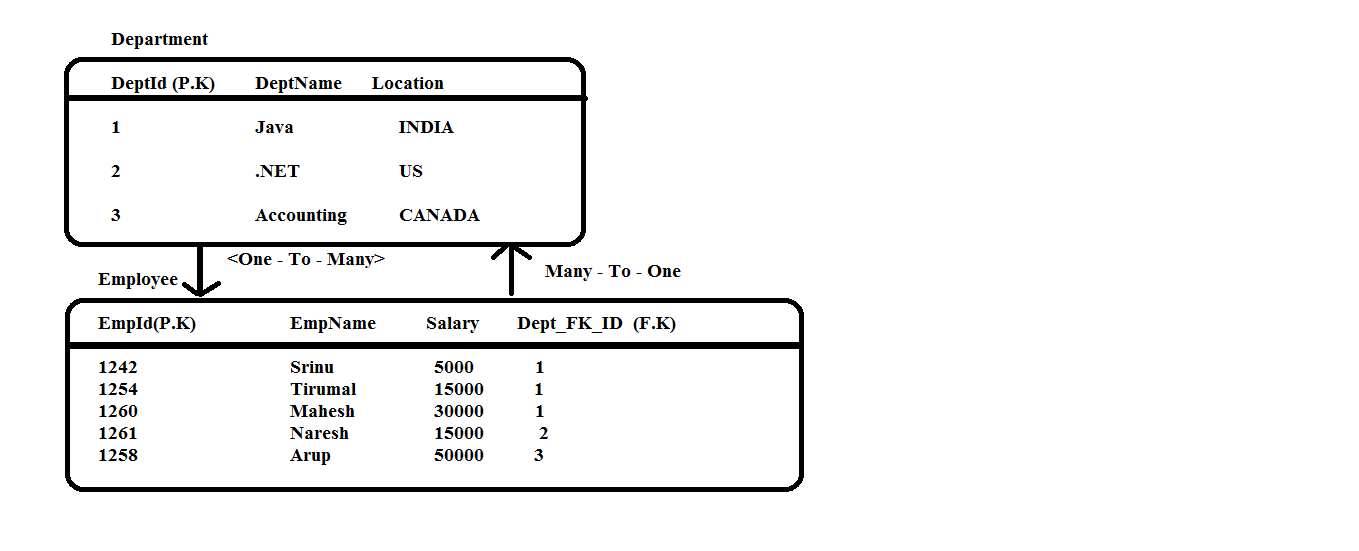 Department
DeptId (P.K) DeptName Location
1 Java INDIA
2 .NET US
3 Accounting CANADA
<One - To - Many>
Many - To - One
Employee
EmpId(P.K) EmpName Salary Dept_FK_ID (F.K)
1242 Srinu 5000 1
1254 Tirumal 15000 1
1260 Mahesh 30000 1
1261 Naresh 15000 2
1258 Arup 50000 3